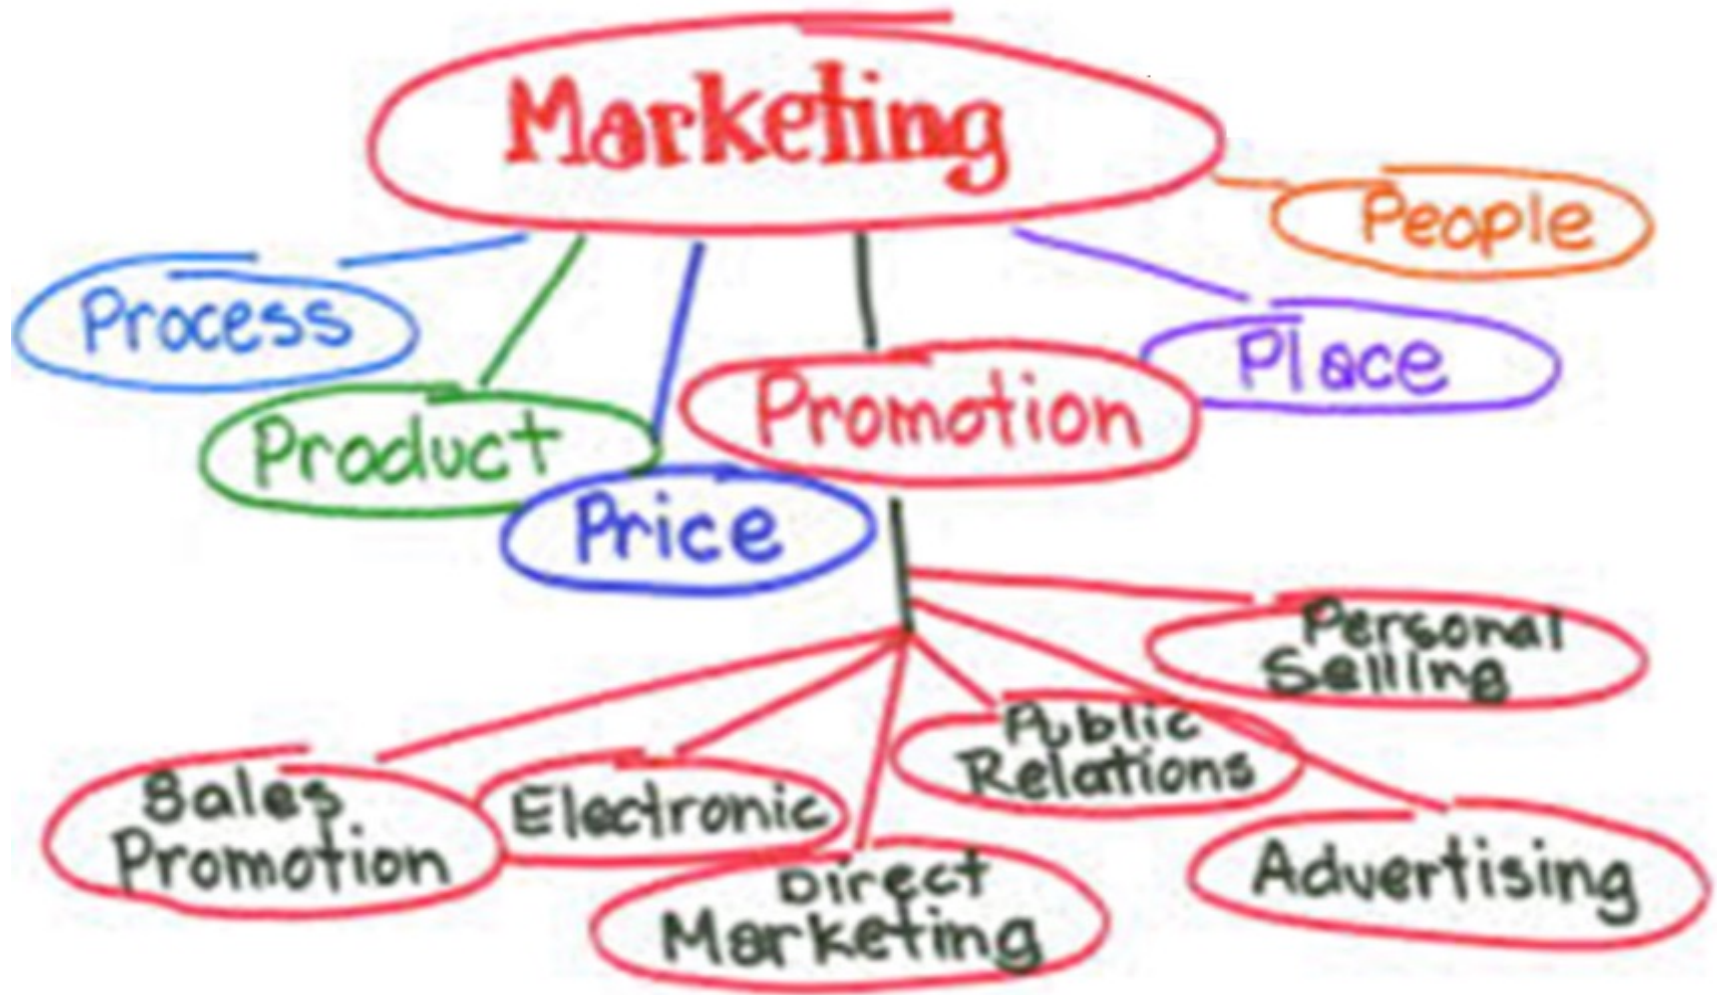 Marketing
People
Process
Place
Promotion
Product
Price
Personal
Selling
Public
Relations
Sales
Promotion
Electronic
Advertising
Direct
Marketing